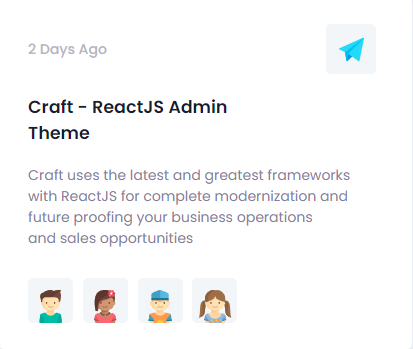 2 Days Ago
Craft - ReactJS Admin
Theme
Craft uses the latest and greatest frameworks
with ReactJS for complete modernization and
future proofing your business operations
and sales opportunities